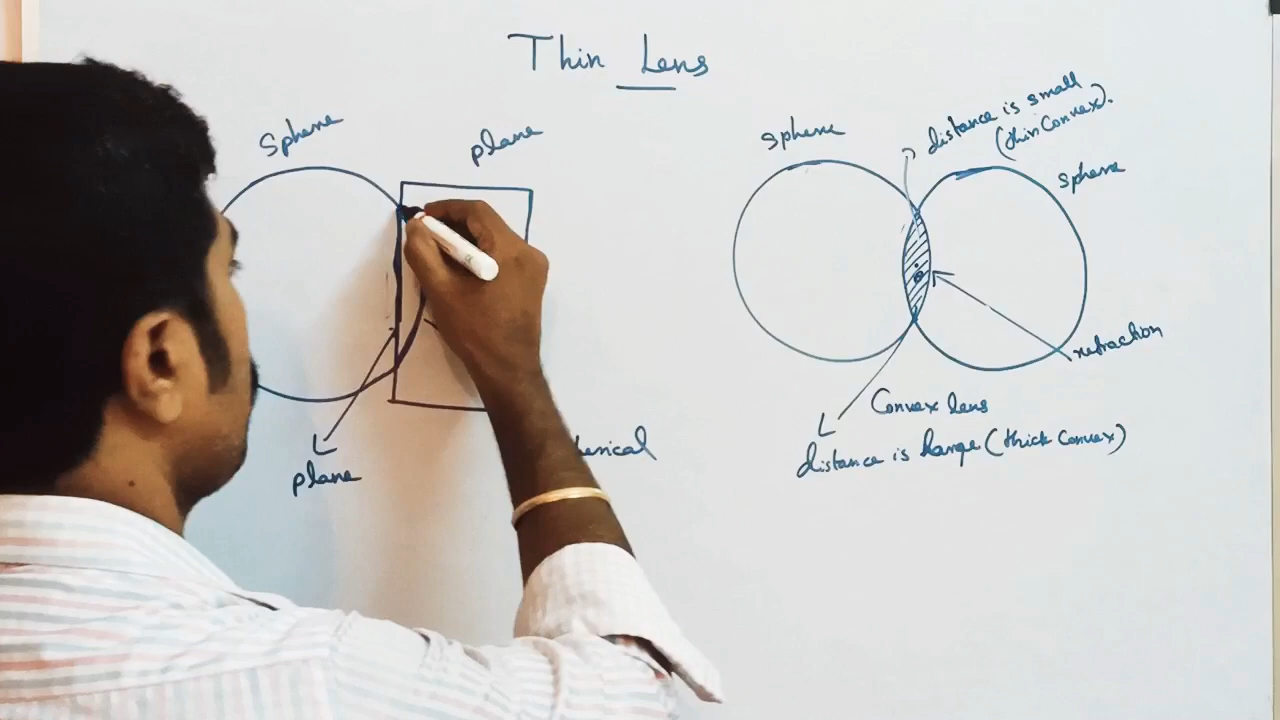 Thin Lens
Sphere
plane
plane
herical
sphere
distance is small
(thin Convex).
sphere
refraction
Convex lens
distance is large (thick Convex)